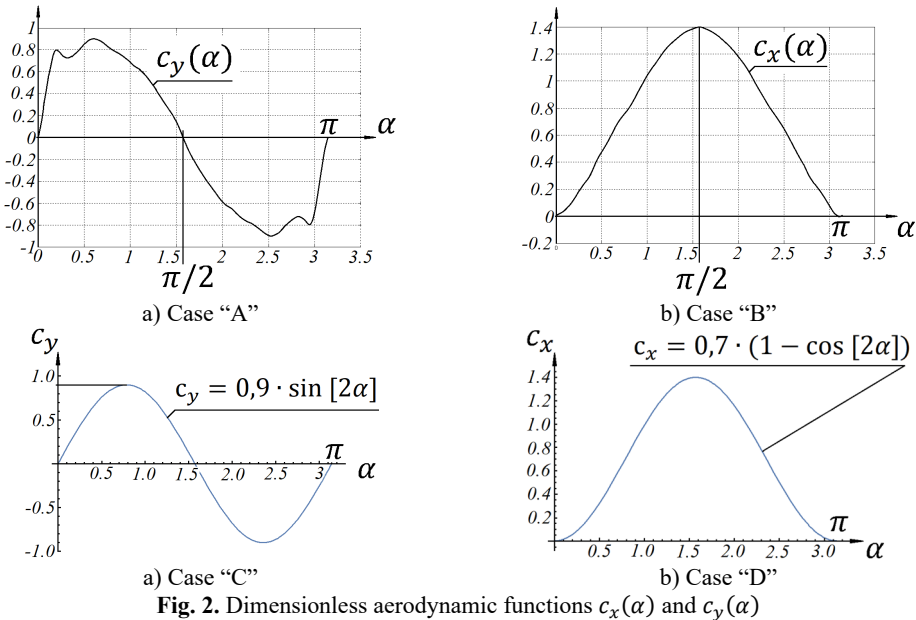 1
0.8
0.6
0.4
0.2
0
-0.2
-0.4
-0.6
-0.8
-1
c_y(α)
π α
0 0.5 1 1.5 2 2.5 3 3.5
π/2
a) Case “A”
1.4
1.2
1
0.8
0.6
0.4
0.2
0
-0.2
c_x(α)
π α
0.5 1 1.5 2 2.5 3 3.5
π/2
b) Case “B”
c_y
1.0
0.5
-0.5
-1.0
c_y = 0,9 · sin [2α]
π
α
0.5 1.0 1.5 2.0 2.5 3.0
a) Case “C”
c_x
c_x = 0,7 · (1 − cos [2α])
1.4
1.2
1.0
0.8
0.6
0.4
0.2
π
α
0.5 1.0 1.5 2.0 2.5 3.0
b) Case “D”
Fig. 2. Dimensionless aerodynamic functions c_x(α) and c_y(α)